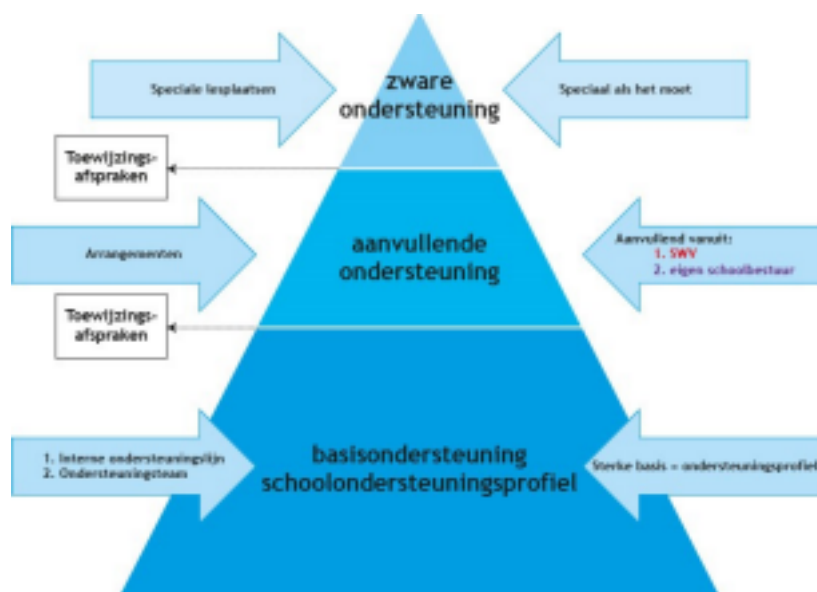 zware
ondersteuning
Speciale lesplaatsen
Speciaal als het moet
Toewijzings-
afspraken
aanvullende
ondersteuning
Arrangementen
Aanvullend vanuit:
1. SWV
2. eigen schoolbestuur
Toewijzings-
afspraken
basisondersteuning
schoolondersteuningsprofiel
1. Interne ondersteuningslijn
2. Ondersteuningsteam
Sterke basis = ondersteuningsprofiel